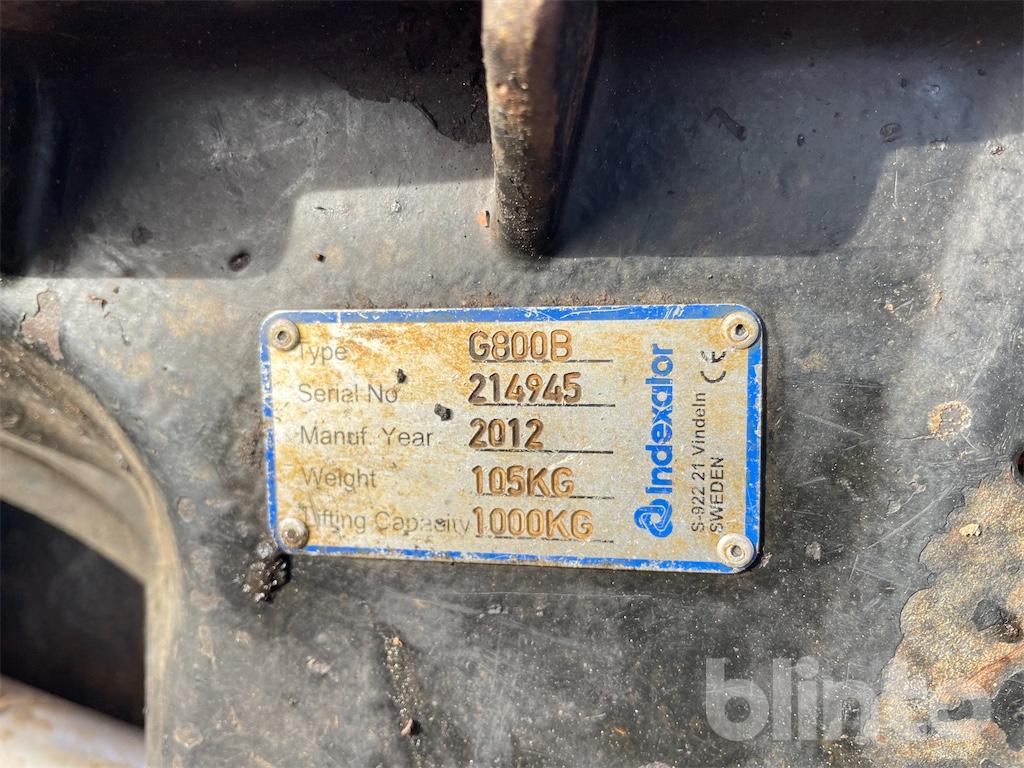 Type G800B
Serial No 214945
Manuf. Year 2012
Weight 105KG
Lifting Capacity 1000KG
indexator
S-922 21 Vindeln CE
SWEDEN
blinto